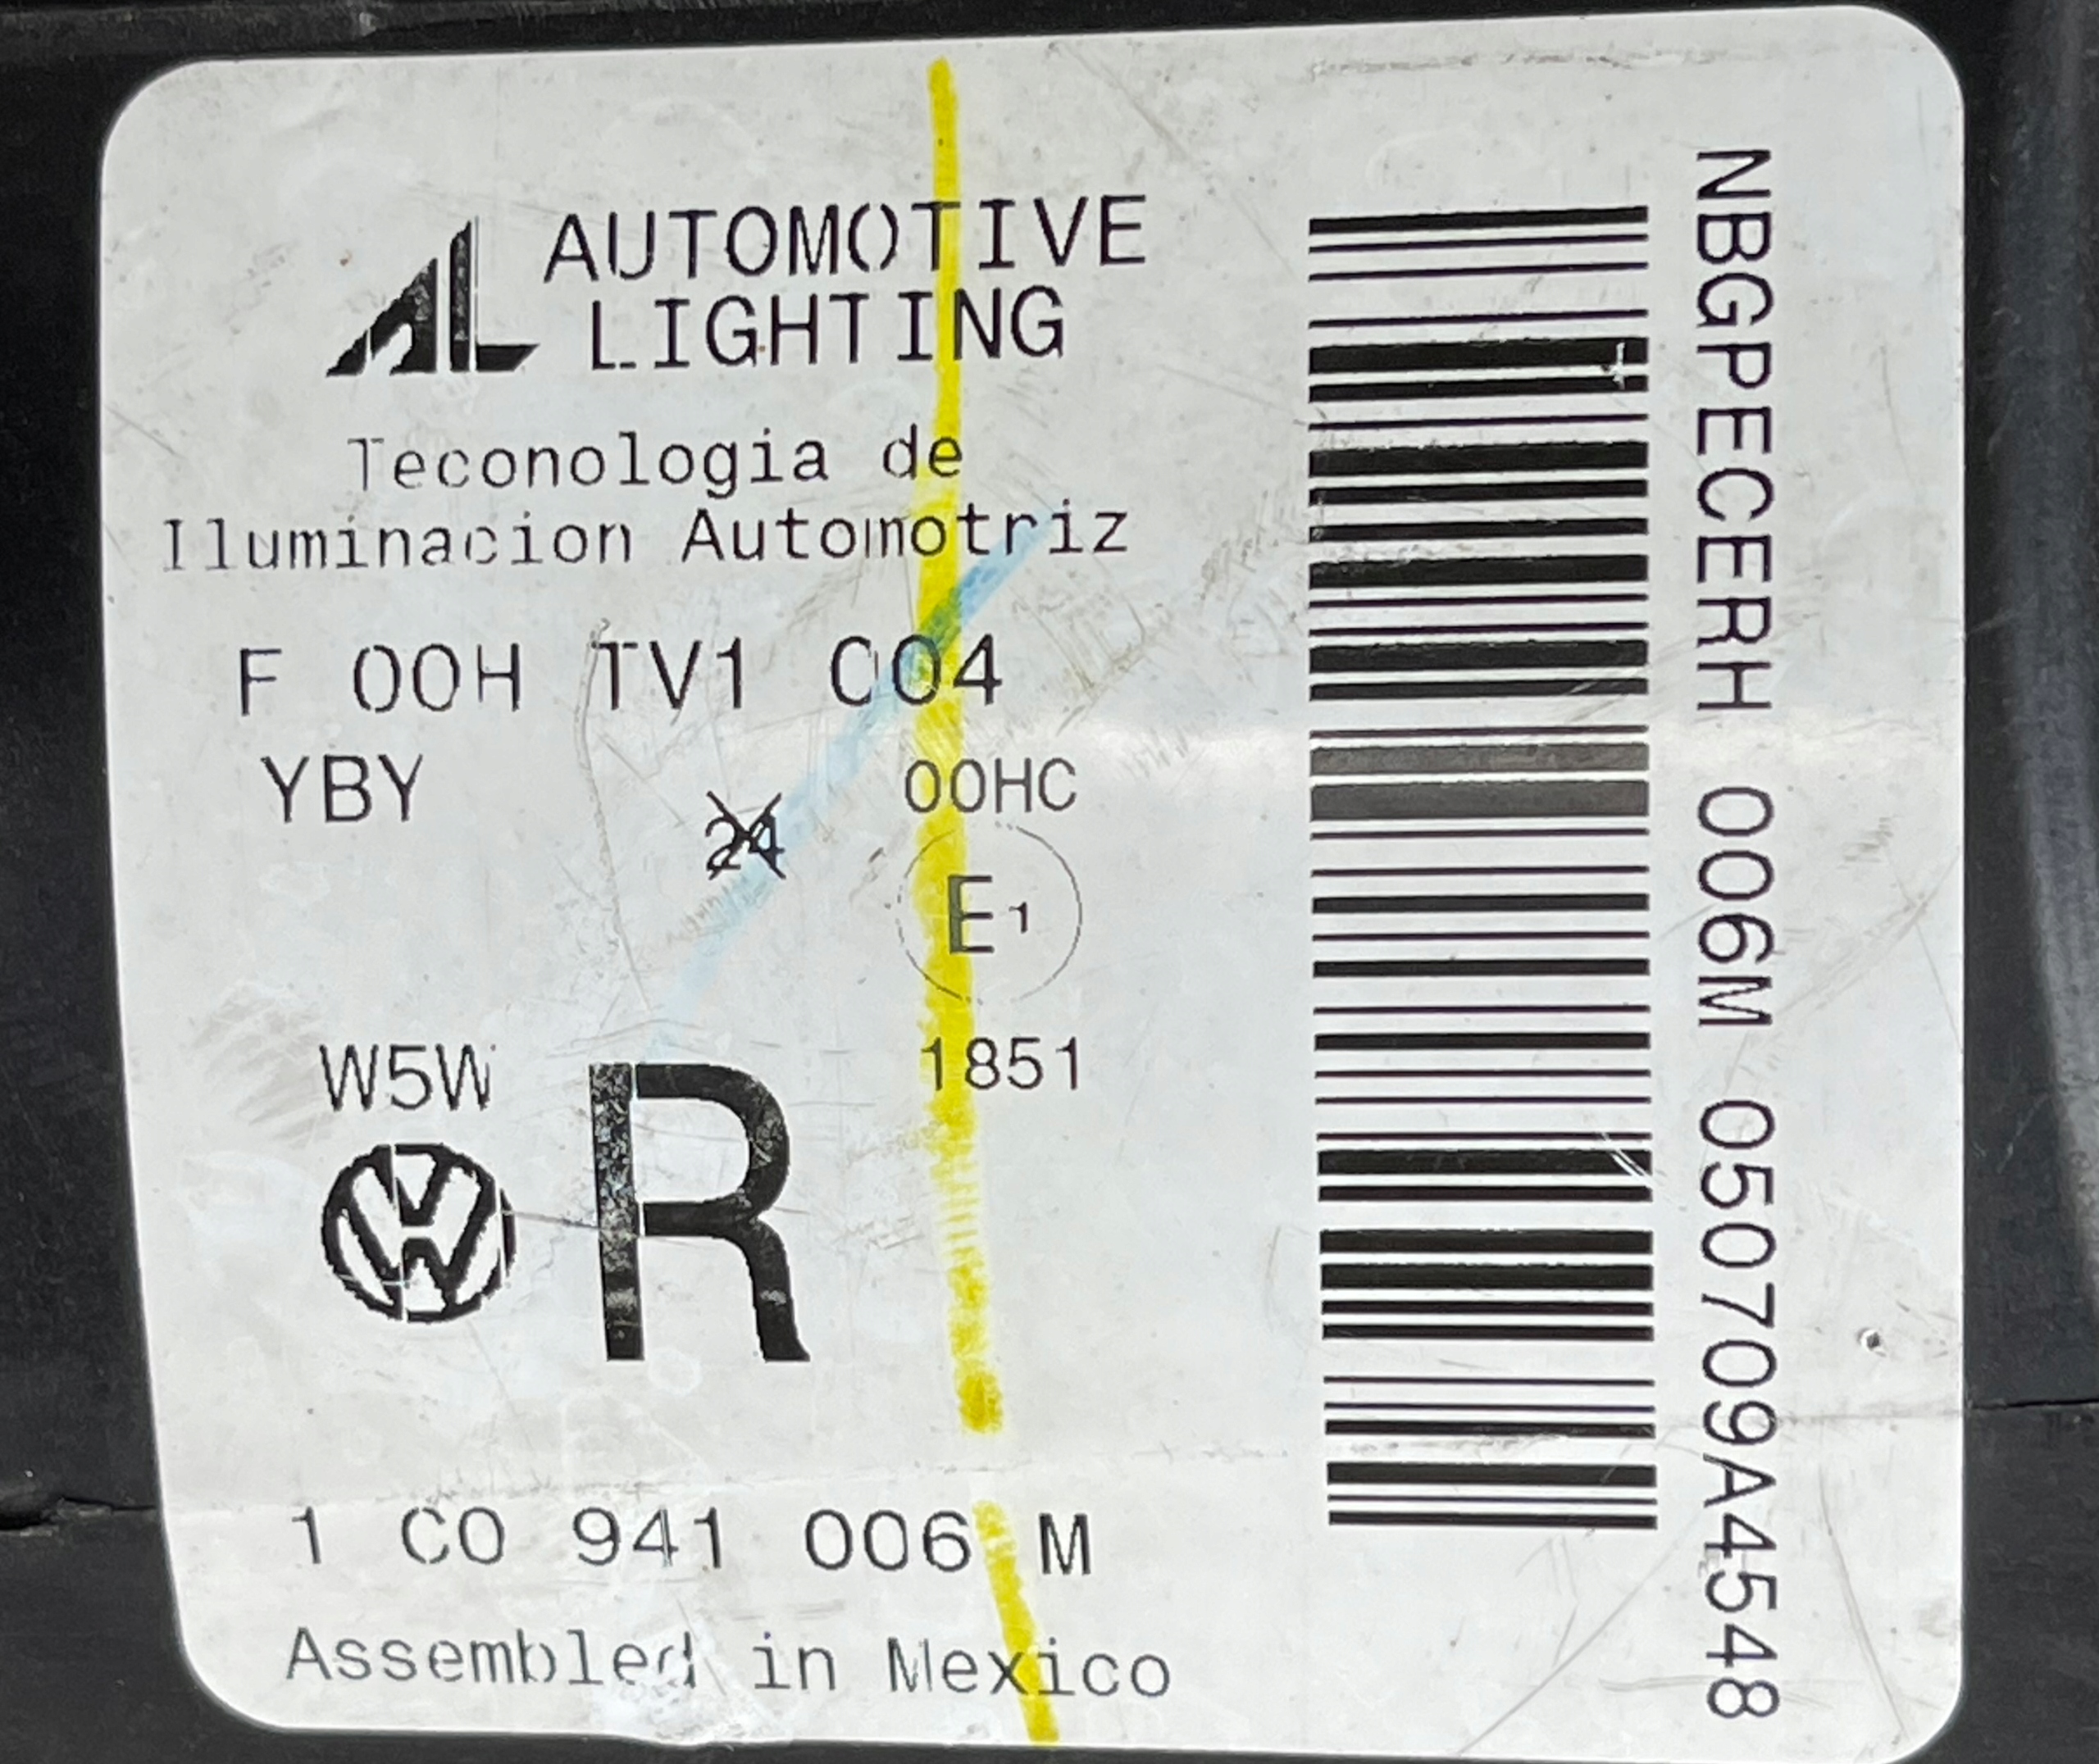 AL AUTOMOTIVE
LIGHTING
Teconologia de
Iluminacion Automotriz
F 00H TV1 C04
YBY
24
00HC
E1
W5W
1851
R
1 C0 941 006 M
Assembled in Mexico
NBGPECERH 006M 050709A4548